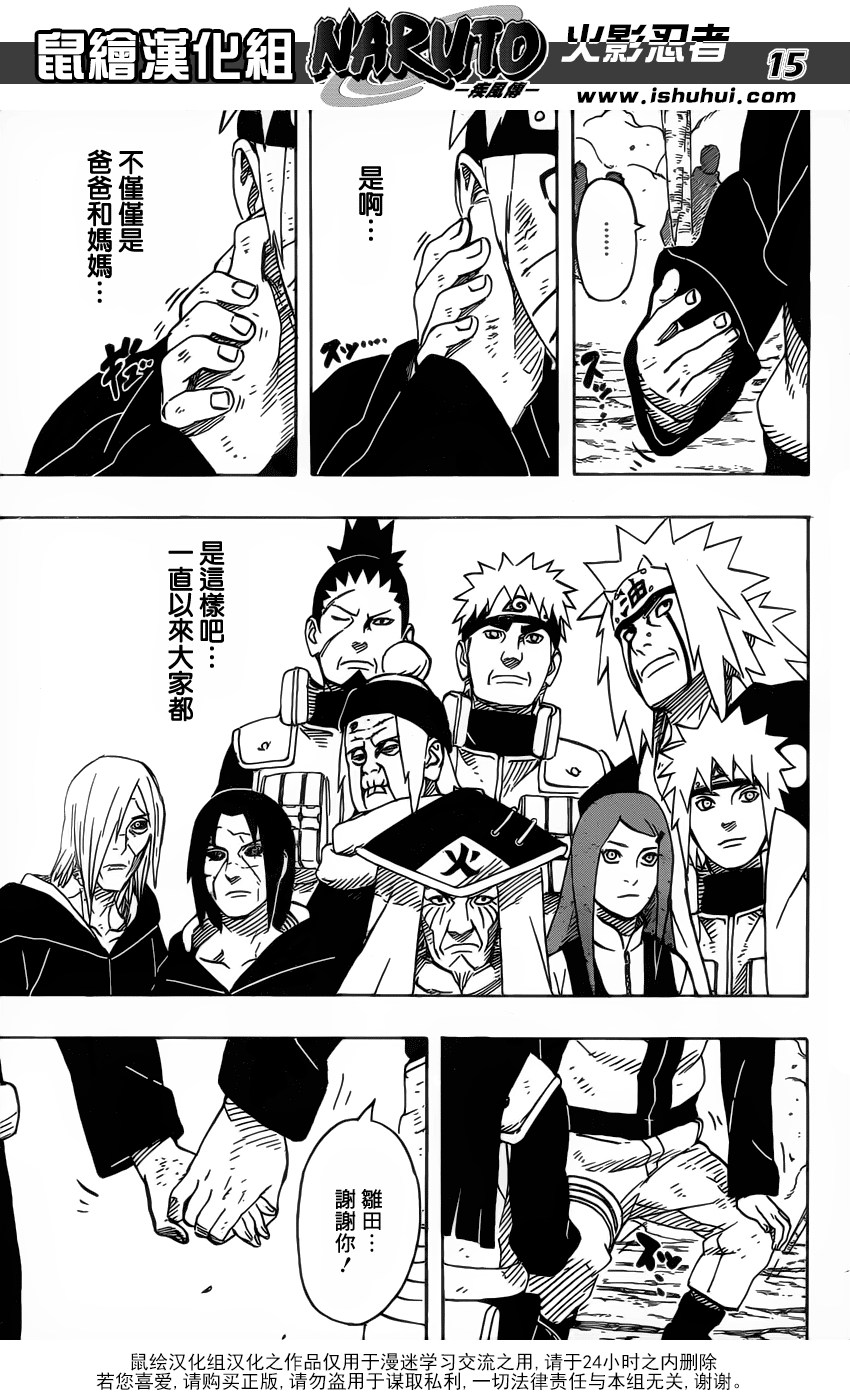 鼠繪漢化組
NARUTO
-疾風傳-
火影忍者
15
www.ishuhui.com
………
スッ…
是啊…
スッ……
不僅僅是
爸爸和媽媽…
ギュ…
是這樣吧…
一直以來大家都
油
火
スッ…
雛田…
謝謝你！
鼠绘汉化组汉化之作品仅用于漫迷学习交流之用,请于24小时之内删除
若您喜爱,请购买正版,请勿盗用于谋取私利,一切法律责任与本组无关,谢谢。